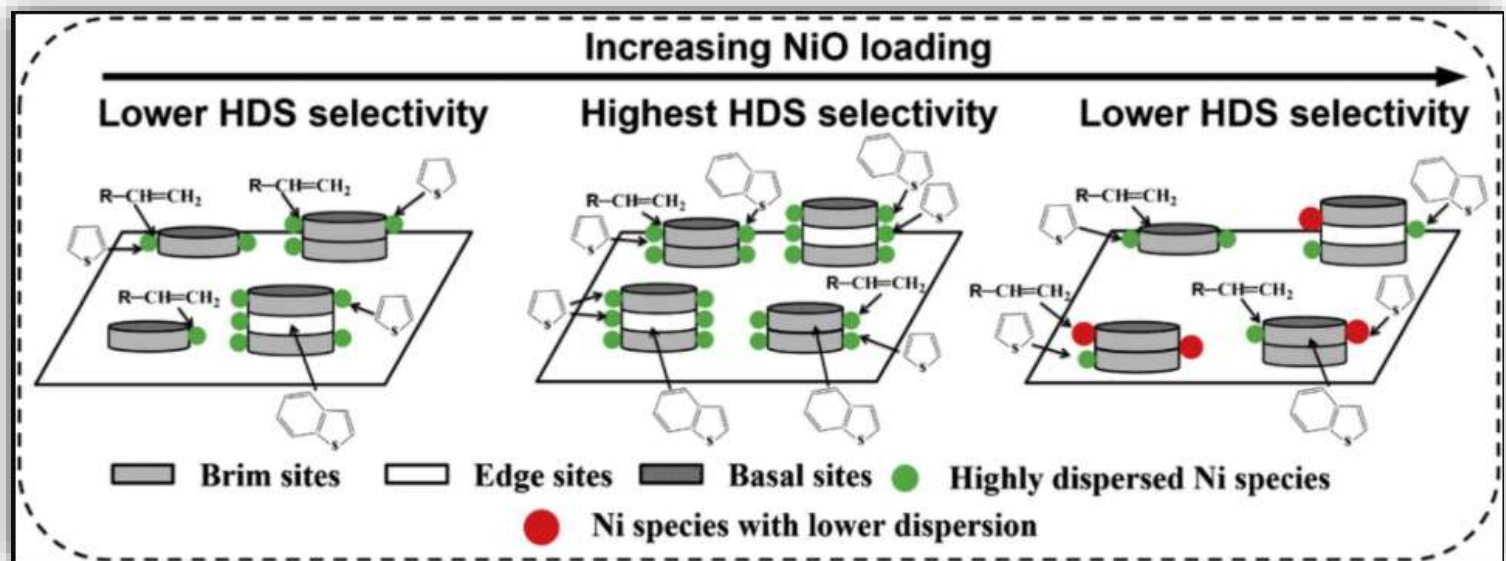 Increasing NiO loading
Lower HDS selectivity
Highest HDS selectivity
Lower HDS selectivity
R-CH=CH₂
R-CH=CH₂
S
S
R-CH=CH₂
S
S
R-CH=CH₂
S
S
S
S
R-CH=CH₂
S
S
S
S
R-CH=CH₂
S
S
R-CH=CH₂
R-CH=CH₂
S
S
S
Brim sites
Edge sites
Basal sites
Highly dispersed Ni species
Ni species with lower dispersion